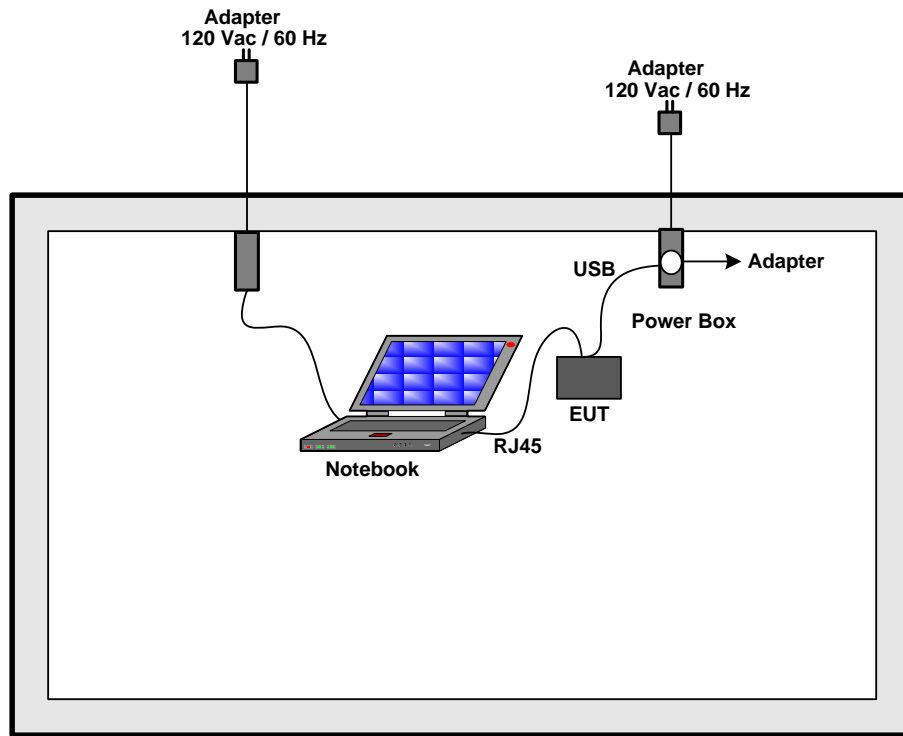 Adapter
120 Vac / 60 Hz
Adapter
120 Vac / 60 Hz
USB
Adapter
Power Box
EUT
RJ45
Notebook